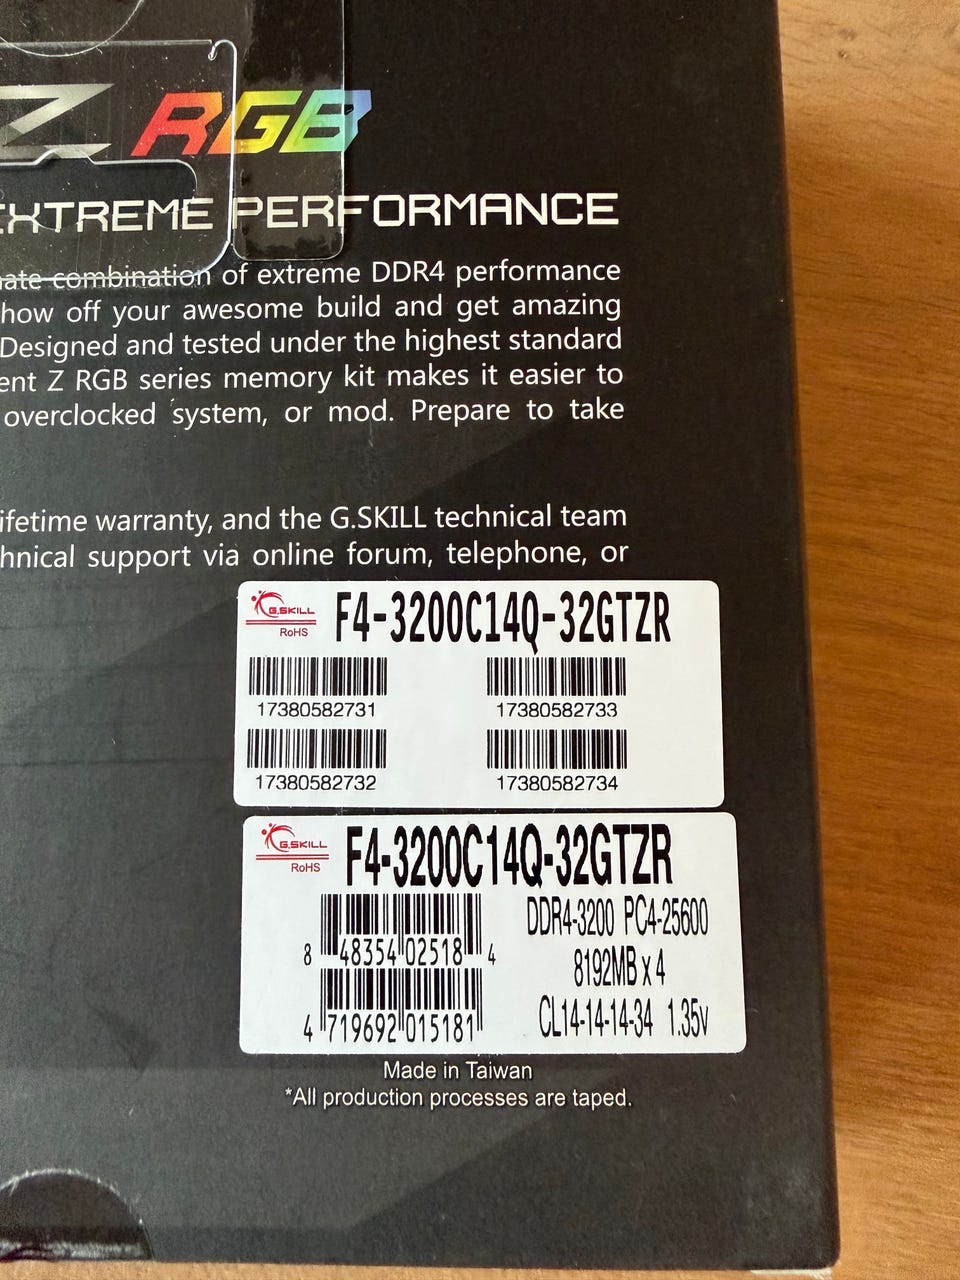 Z RGB
EXTREME PERFORMANCE
combination of extreme DDR4 performance
how off your awesome build and get amazing
Designed and tested under the highest standard
ent Z RGB series memory kit makes it easier to
overclocked system, or mod. Prepare to take
ifetime warranty, and the G.SKILL technical team
hnical support via online forum, telephone, or
G.SKILL
RoHS
F4-3200C14Q-32GTZR
17380582731
17380582733
17380582732
17380582734
G.SKILL
RoHS
F4-3200C14Q-32GTZR
8 48354 02518 4
4 719692 015181
DDR4-3200 PC4-25600
8192MB x 4
CL14-14-14-34 1.35v
Made in Taiwan
*All production processes are taped.